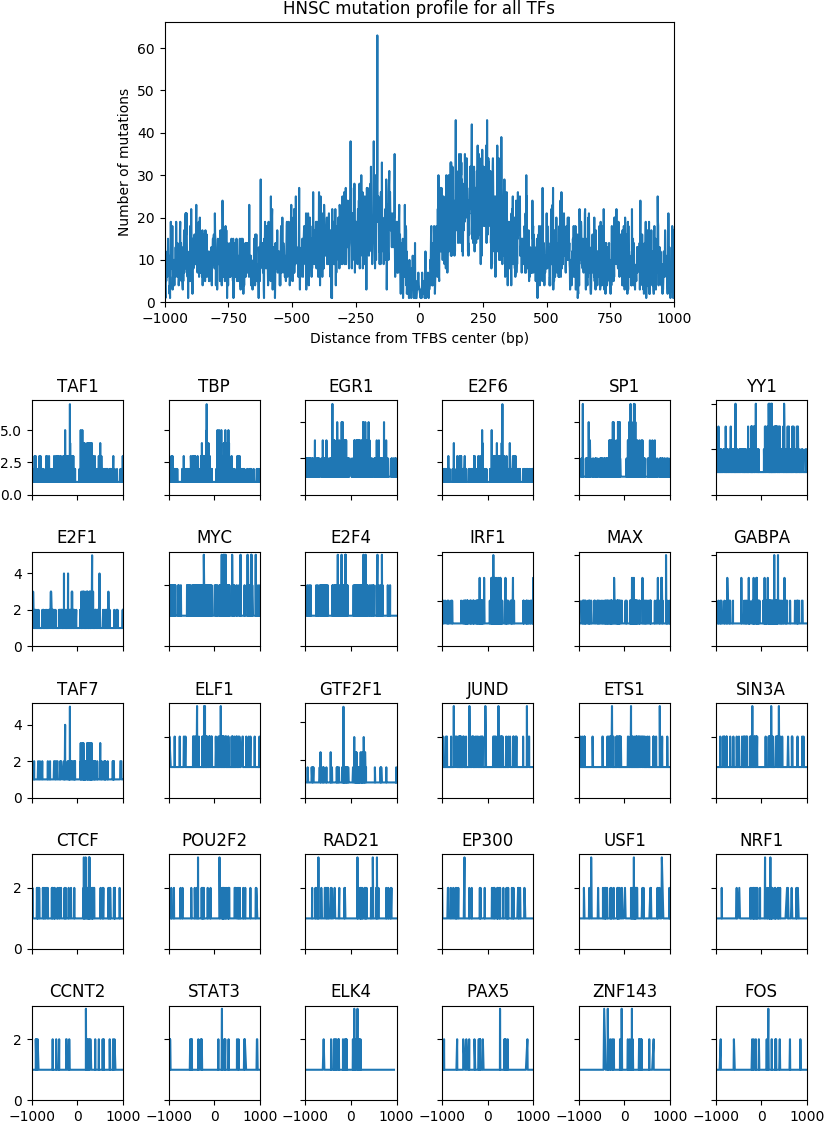 HNSC mutation profile for all TFs
60
50
40
30
20
10
0
Number of mutations
−1000 −750 −500 −250 0 250 500 750 1000
Distance from TFBS center (bp)
TAF1 TBP EGR1 E2F6 SP1 YY1
5.0
2.5
0.0
E2F1 MYC E2F4 IRF1 MAX GABPA
4
2
0
TAF7 ELF1 GTF2F1 JUND ETS1 SIN3A
4
2
0
CTCF POU2F2 RAD21 EP300 USF1 NRF1
2
0
CCNT2 STAT3 ELK4 PAX5 ZNF143 FOS
2
0
−1000 0 1000 −1000 0 1000 −1000 0 1000 −1000 0 1000 −1000 0 1000 −1000 0 1000